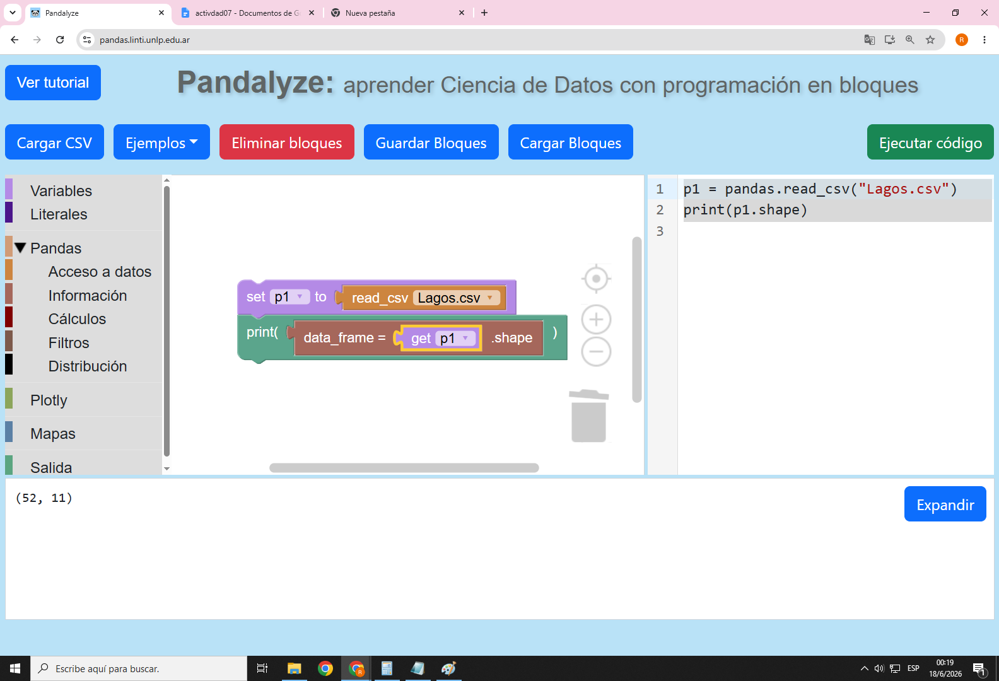 Pandalyze
activdad07 - Documentos de G
Nueva pestaña
pandas.linti.unlp.edu.ar
R
Ver tutorial
Pandalyze: aprender Ciencia de Datos con programación en bloques
Cargar CSV
Ejemplos
Eliminar bloques
Guardar Bloques
Cargar Bloques
Ejecutar código
Variables
Literales
Pandas
Acceso a datos
Información
Cálculos
Filtros
Distribución
Plotly
Mapas
Salida
set p1 to read_csv Lagos.csv
print( data_frame = get p1 .shape )
1 p1 = pandas.read_csv("Lagos.csv")
2 print(p1.shape)
3
(52, 11)
Expandir
Escribe aquí para buscar.
R
ESP
00:19
18/6/2026
1